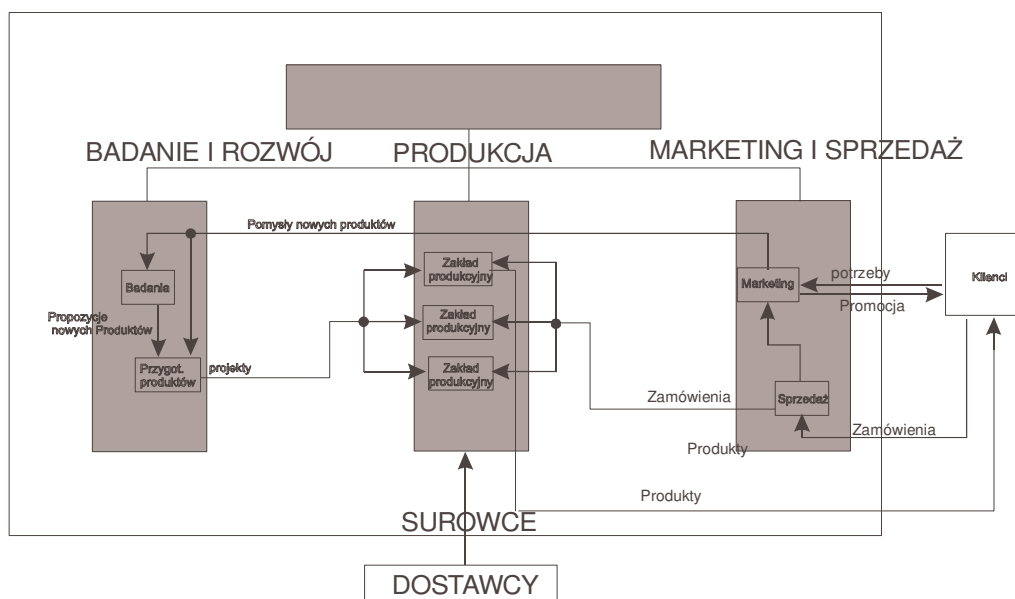 BADANIE I ROZWÓJ
PRODUKCJA
MARKETING I SPRZEDAŻ
Pomysły nowych produktów
Zakład
produkcyjny
Badania
Marketing
potrzeby
Klienci
Promocja
Propozycje
nowych Produktów
Zakład
produkcyjny
Zakład
produkcyjny
Przygot.
produktów
projekty
Zamówienia
Sprzedaż
Zamówienia
Produkty
Produkty
SUROWCE
DOSTAWCY